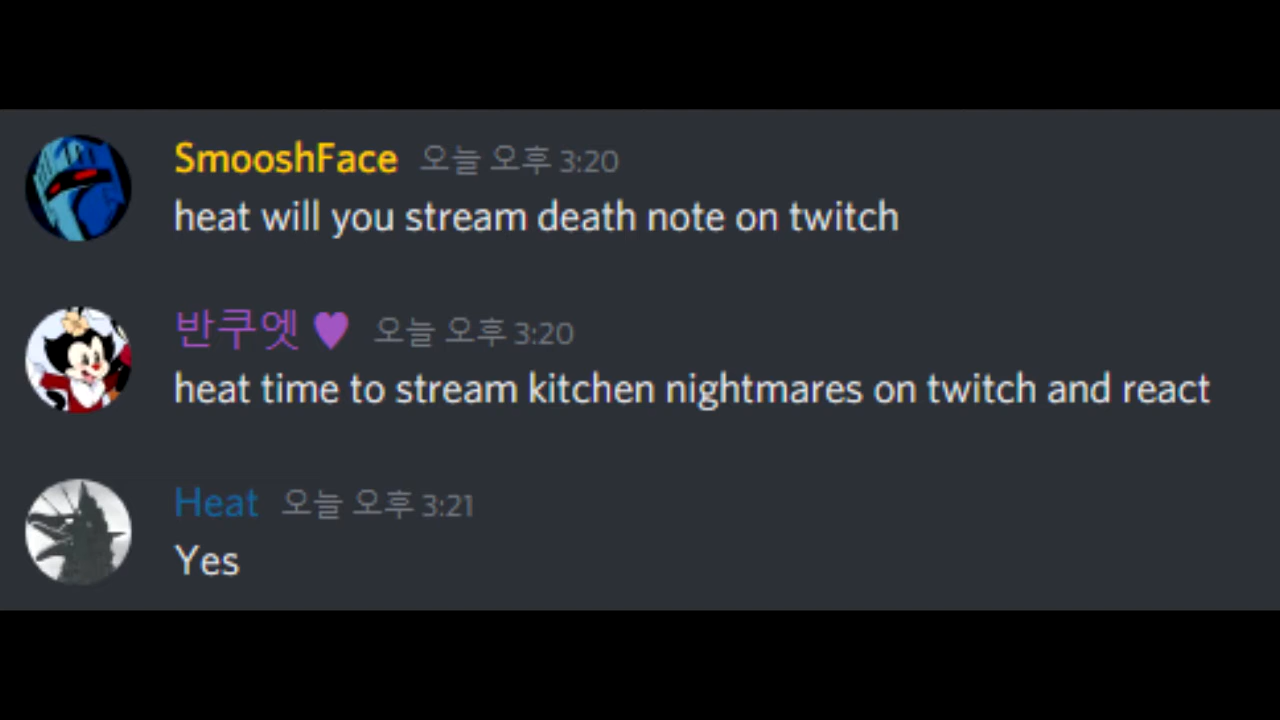 SmooshFace 오늘 오후 3:20
heat will you stream death note on twitch
반쿠엣 ♥ 오늘 오후 3:20
heat time to stream kitchen nightmares on twitch and react
Heat 오늘 오후 3:21
Yes